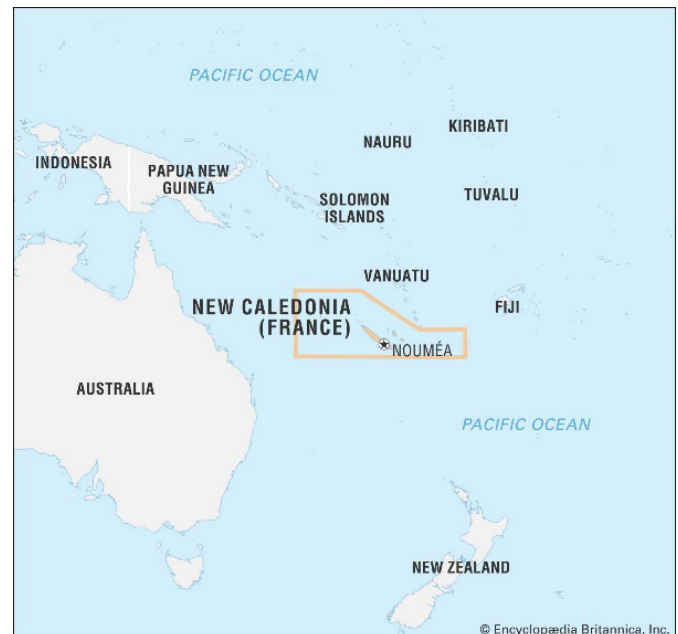 PACIFIC OCEAN
KIRIBATI
NAURU
INDONESIA
PAPUA NEW
GUINEA
SOLOMON
ISLANDS
TUVALU
VANUATU
NEW CALEDONIA
(FRANCE)
FIJI
NOUMÉA
AUSTRALIA
PACIFIC OCEAN
NEW ZEALAND
© Encyclopædia Britannica, Inc.